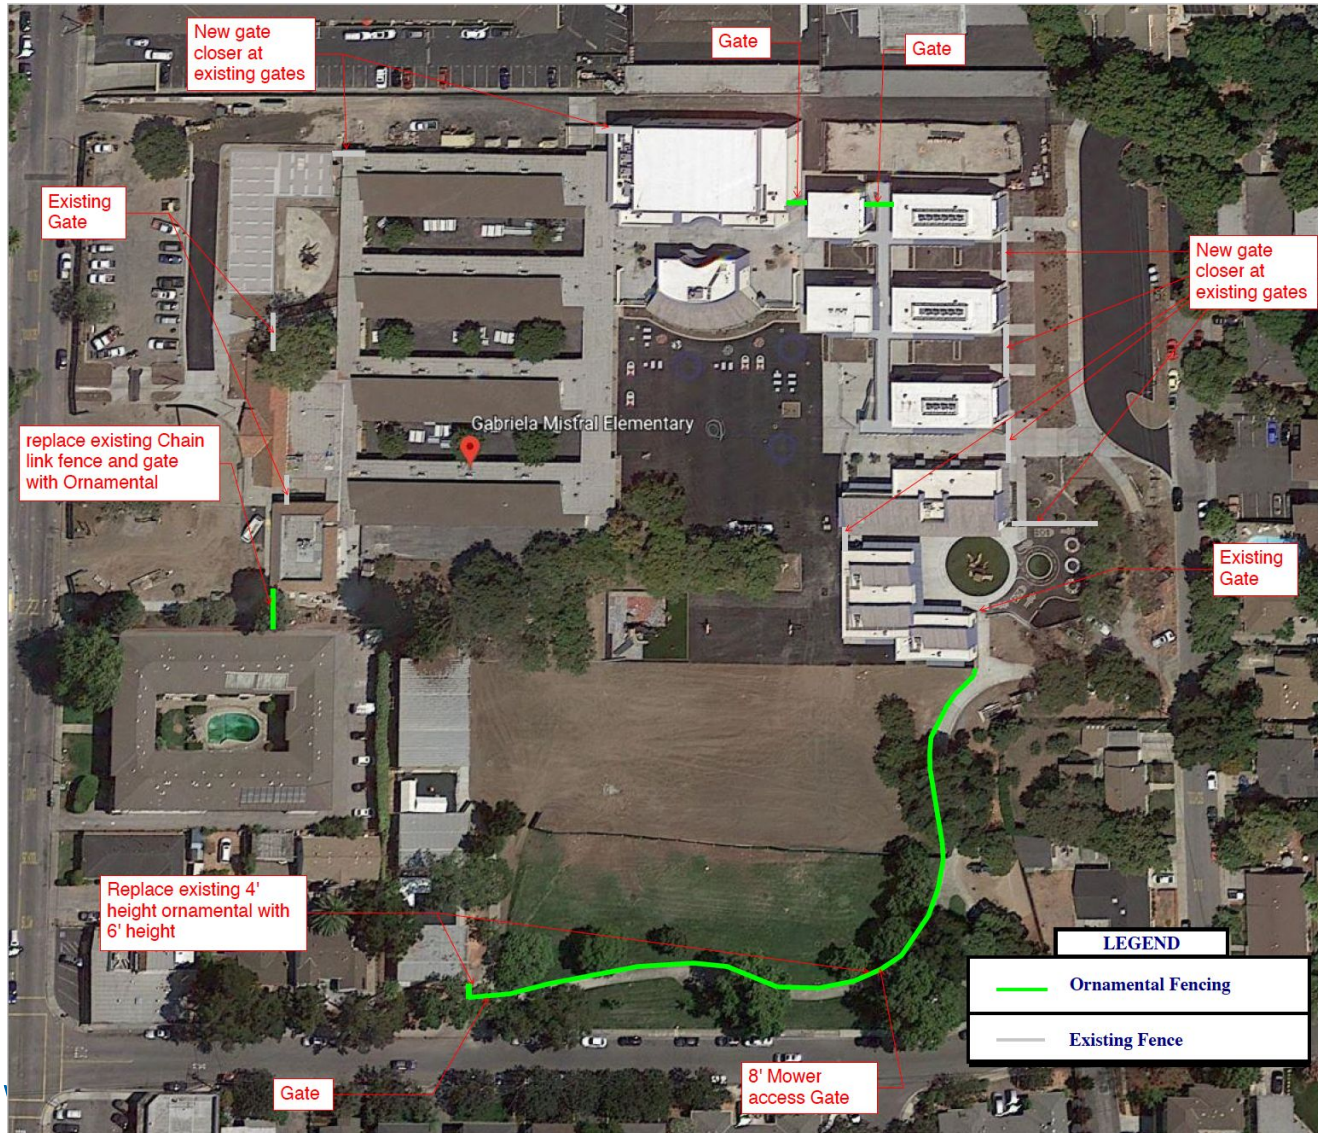 New gate
closer at
existing gates
Gate
Gate
Existing
Gate
New gate
closer at
existing gates
replace existing Chain
link fence and gate
with Ornamental
Gabriela Mistral Elementary
Existing
Gate
Replace existing 4'
height ornamental with
6' height
LEGEND
Ornamental Fencing
Existing Fence
8' Mower
access Gate
Gate